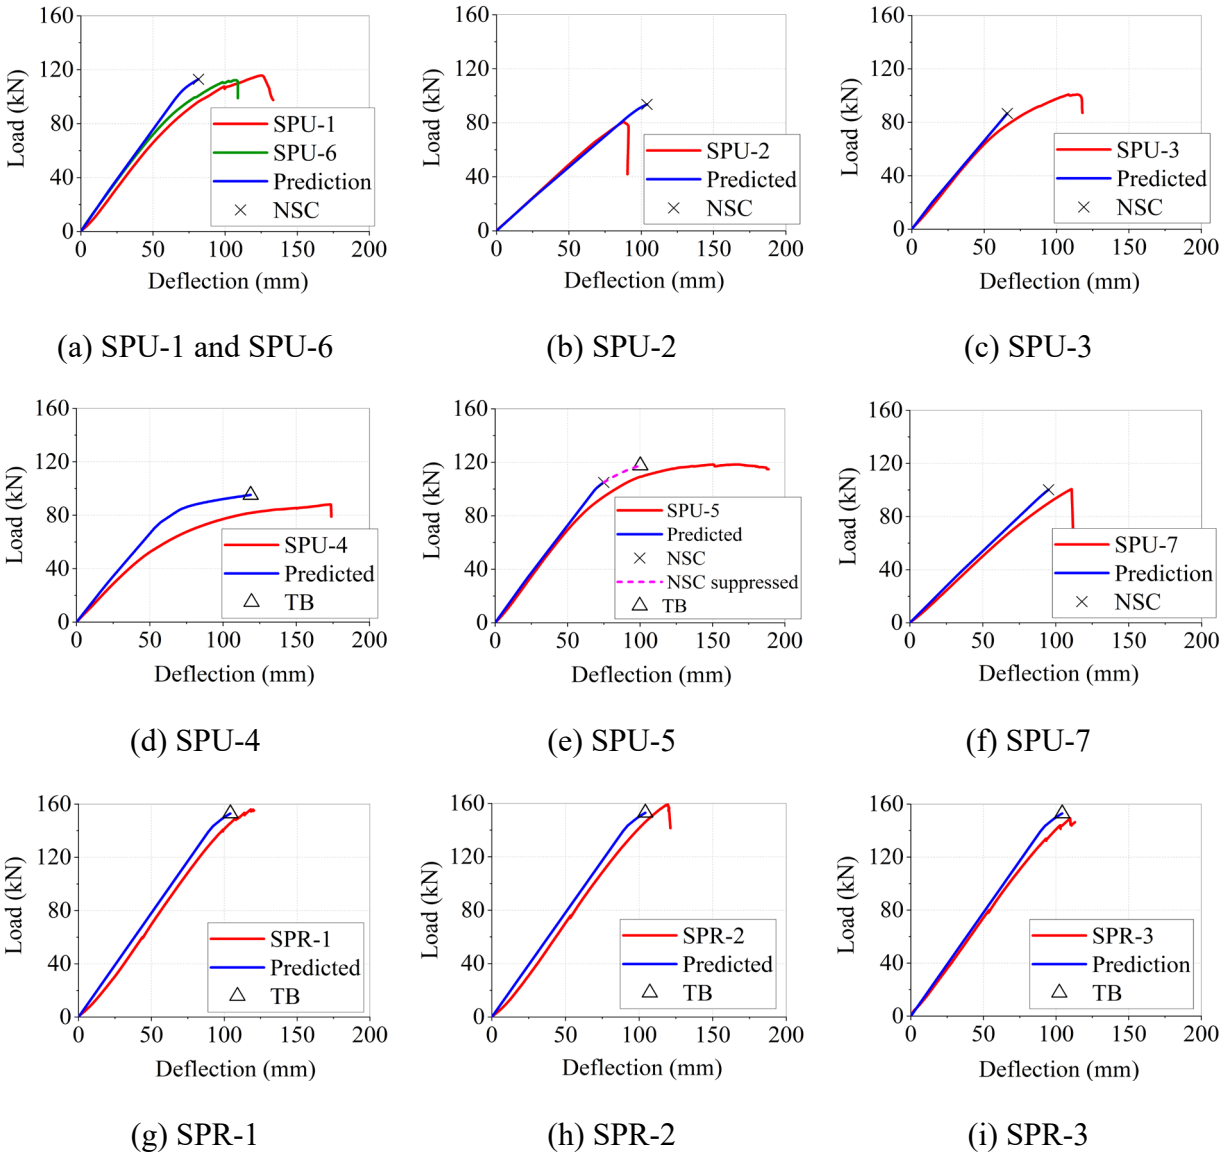 160
120
80
40
0
Load (kN)
SPU-1
SPU-6
Prediction
NSC
0 50 100 150 200
Deflection (mm)
(a) SPU-1 and SPU-6
160
120
80
40
0
Load (kN)
SPU-2
Predicted
NSC
0 50 100 150 200
Deflection (mm)
(b) SPU-2
160
120
80
40
0
Load (kN)
SPU-3
Predicted
NSC
0 50 100 150 200
Deflection (mm)
(c) SPU-3
160
120
80
40
0
Load (kN)
SPU-4
Predicted
TB
0 50 100 150 200
Deflection (mm)
(d) SPU-4
160
120
80
40
0
Load (kN)
SPU-5
Predicted
NSC
NSC suppressed
TB
0 50 100 150 200
Deflection (mm)
(e) SPU-5
160
120
80
40
0
Load (kN)
SPU-7
Prediction
NSC
0 50 100 150 200
Deflection (mm)
(f) SPU-7
160
120
80
40
0
Load (kN)
SPR-1
Predicted
TB
0 50 100 150 200
Deflection (mm)
(g) SPR-1
160
120
80
40
0
Load (kN)
SPR-2
Predicted
TB
0 50 100 150 200
Deflection (mm)
(h) SPR-2
160
120
80
40
0
Load (kN)
SPR-3
Prediction
TB
0 50 100 150 200
Deflection (mm)
(i) SPR-3